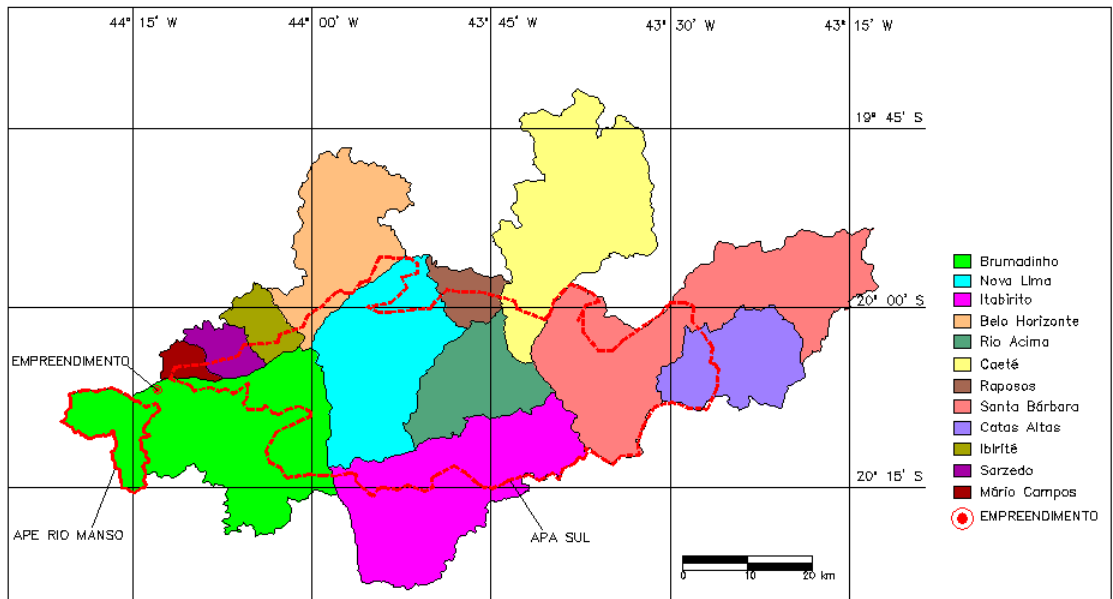 44° 15' W
44° 00' W
43° 45' W
43° 30' W
43° 15' W
19° 45' S
20° 00' S
20° 15' S
EMPREENDIMENTO
APE RIO MANSO
APA SUL
Brumadinho
Nova Lima
Itabirito
Belo Horizonte
Rio Acima
Caeté
Raposos
Santa Bárbara
Catas Altas
Ibirité
Sarzedo
Mário Campos
EMPREENDIMENTO
0 10 20 km